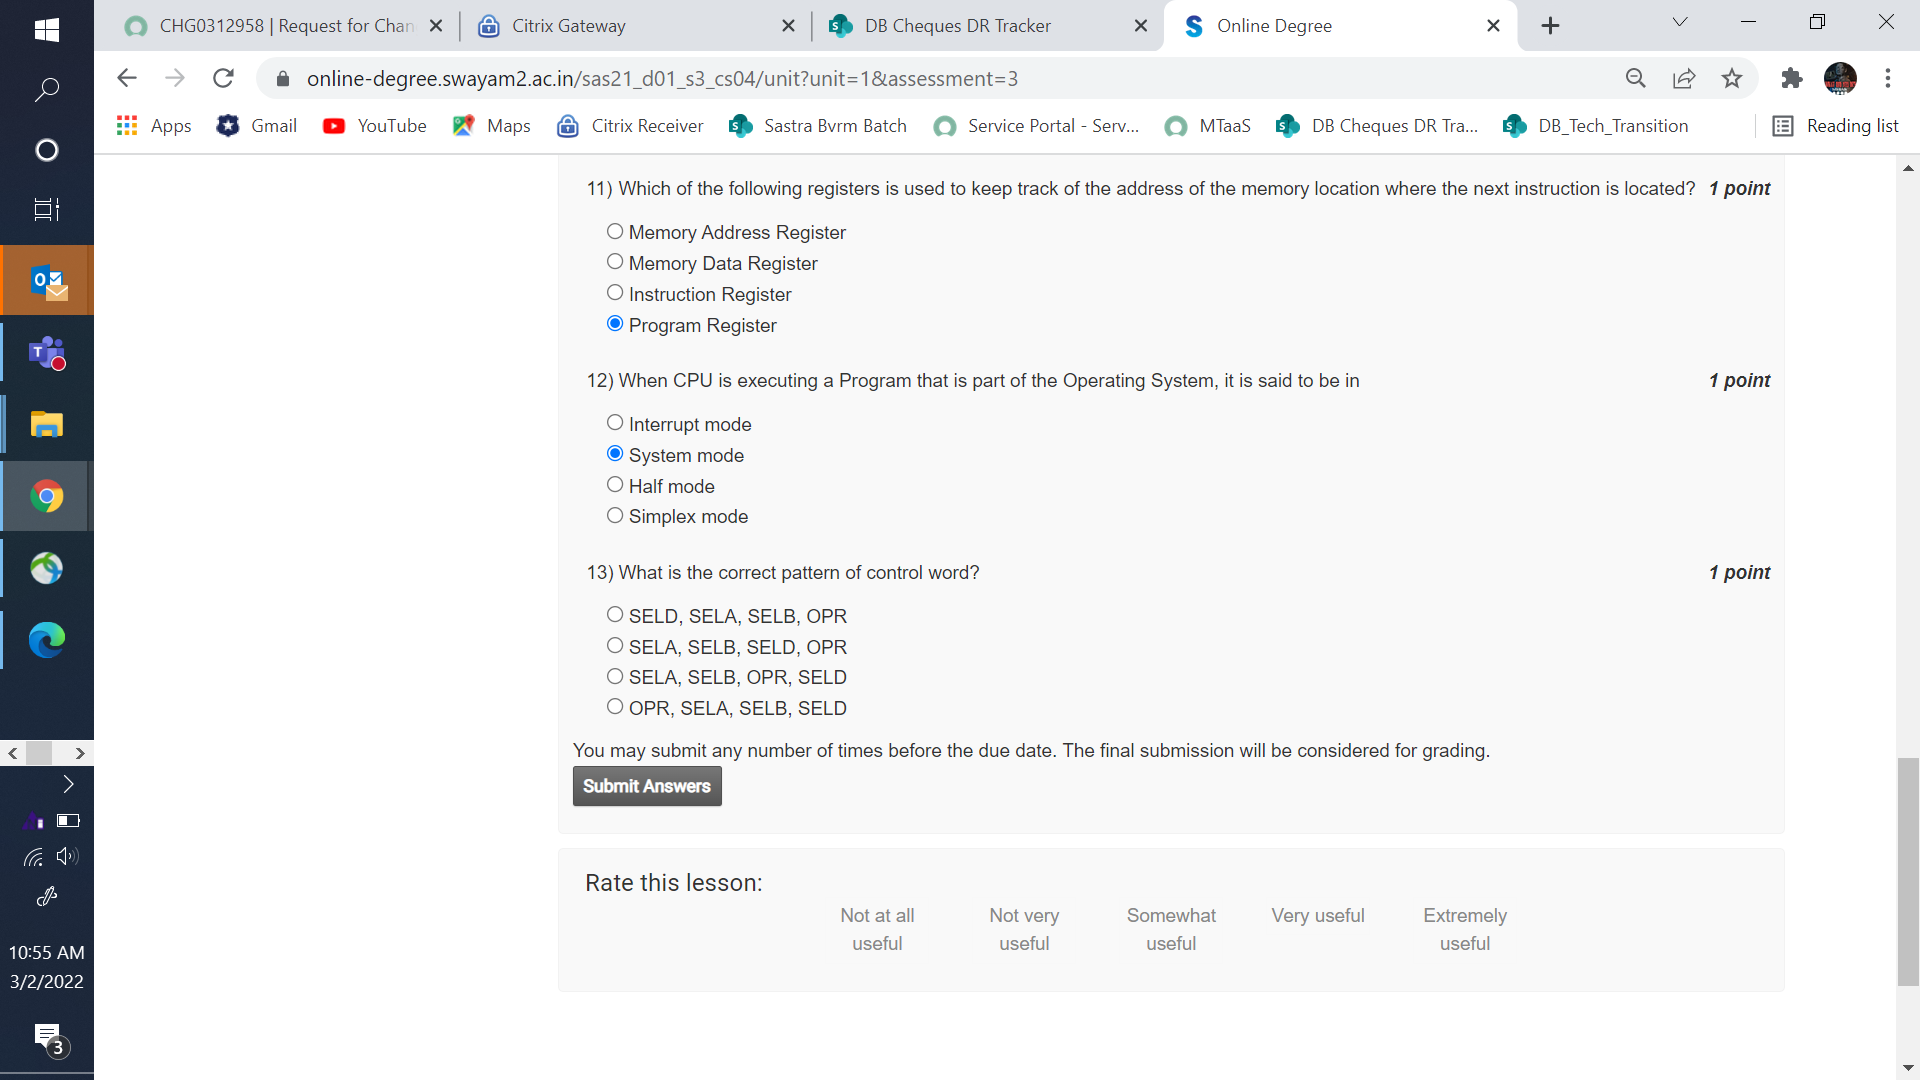 CHG0312958 | Request for Chan
Citrix Gateway
DB Cheques DR Tracker
Online Degree
online-degree.swayam2.ac.in/sas21_d01_s3_cs04/unit?unit=1&assessment=3
Apps
Gmail
YouTube
Maps
Citrix Receiver
Sastra Bvrm Batch
Service Portal - Serv...
MTaaS
DB Cheques DR Tra...
DB_Tech_Transition
Reading list
11) Which of the following registers is used to keep track of the address of the memory location where the next instruction is located? 1 point
Memory Address Register
Memory Data Register
Instruction Register
Program Register
12) When CPU is executing a Program that is part of the Operating System, it is said to be in 1 point
Interrupt mode
System mode
Half mode
Simplex mode
13) What is the correct pattern of control word? 1 point
SELD, SELA, SELB, OPR
SELA, SELB, SELD, OPR
SELA, SELB, OPR, SELD
OPR, SELA, SELB, SELD
You may submit any number of times before the due date. The final submission will be considered for grading.
Submit Answers
Rate this lesson:
Not at all useful
Not very useful
Somewhat useful
Very useful
Extremely useful
10:55 AM
3/2/2022
3